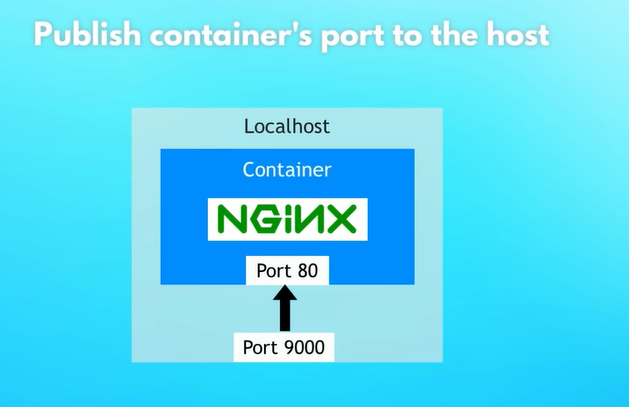 Publish container's port to the host
Localhost
Container
NGiNX
Port 80
Port 9000